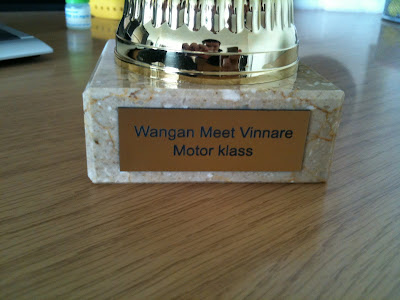 Wangan Meet Vinnare
Motor klass